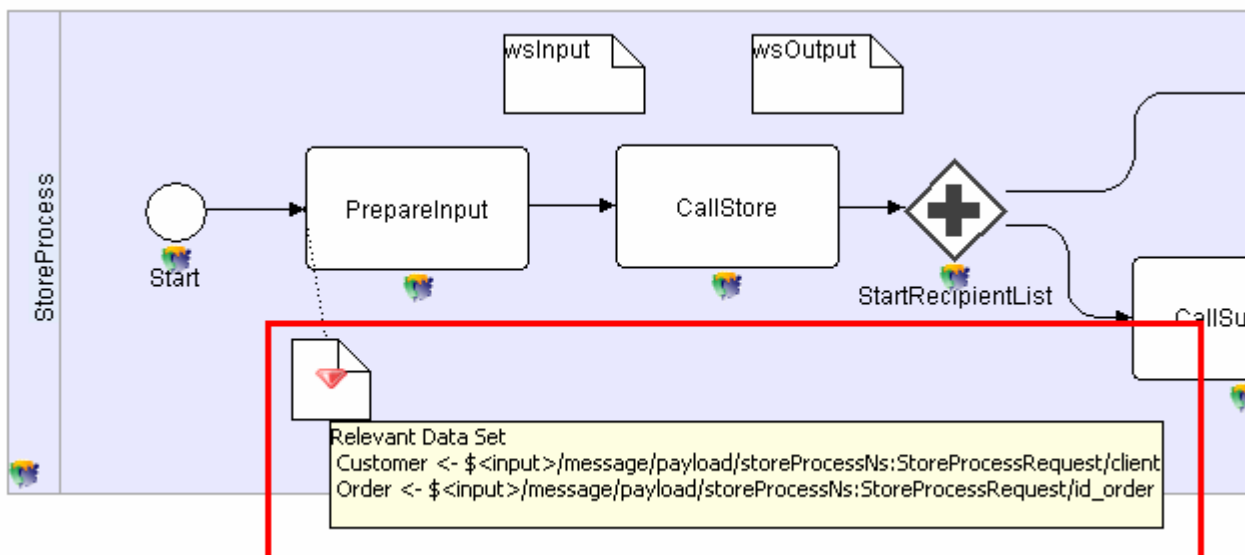 StoreProcess
wsInput
wsOutput
Start
PrepareInput
CallStore
StartRecipientList
CallSu
Relevant Data Set
Customer <- $<input>/message/payload/storeProcessNs:StoreProcessRequest/client
Order <- $<input>/message/payload/storeProcessNs:StoreProcessRequest/id_order